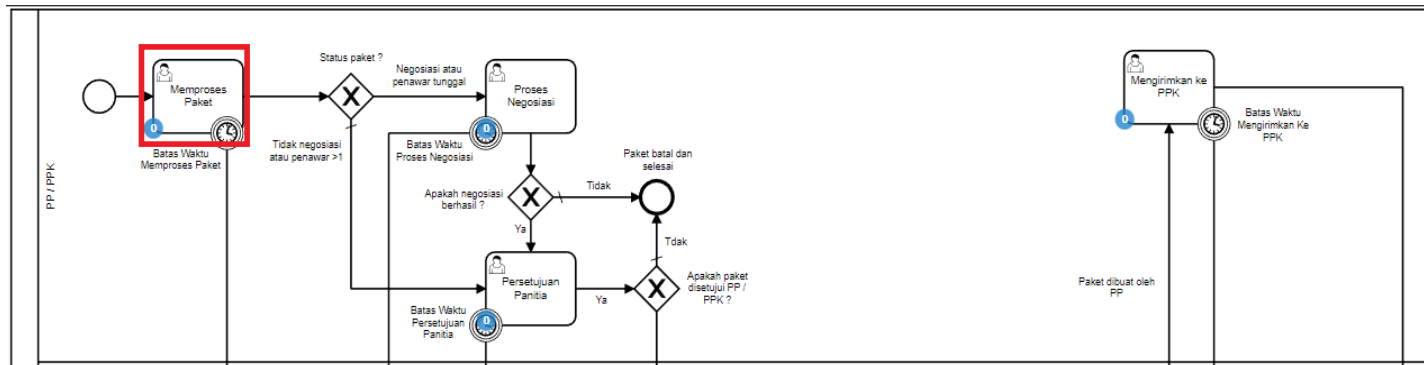 PP / PPK
Memproses
Paket
0
Batas Waktu
Memproses Paket
Status paket ?
X
Negosiasi atau
penawar tunggal
Tidak negosiasi
atau penawar >1
Proses
Negosiasi
0
Batas Waktu
Proses Negosiasi
Apakah negosiasi
berhasil ?
X
Tidak
Paket batal dan
selesai
Ya
Persetujuan
Panitia
0
Batas Waktu
Persetujuan
Panitia
Ya
X
Tdak
Apakah paket
disetujui PP /
PPK ?
Mengirimkan ke
PPK
0
Batas Waktu
Mengirimkan Ke
PPK
Paket dibuat oleh
PP